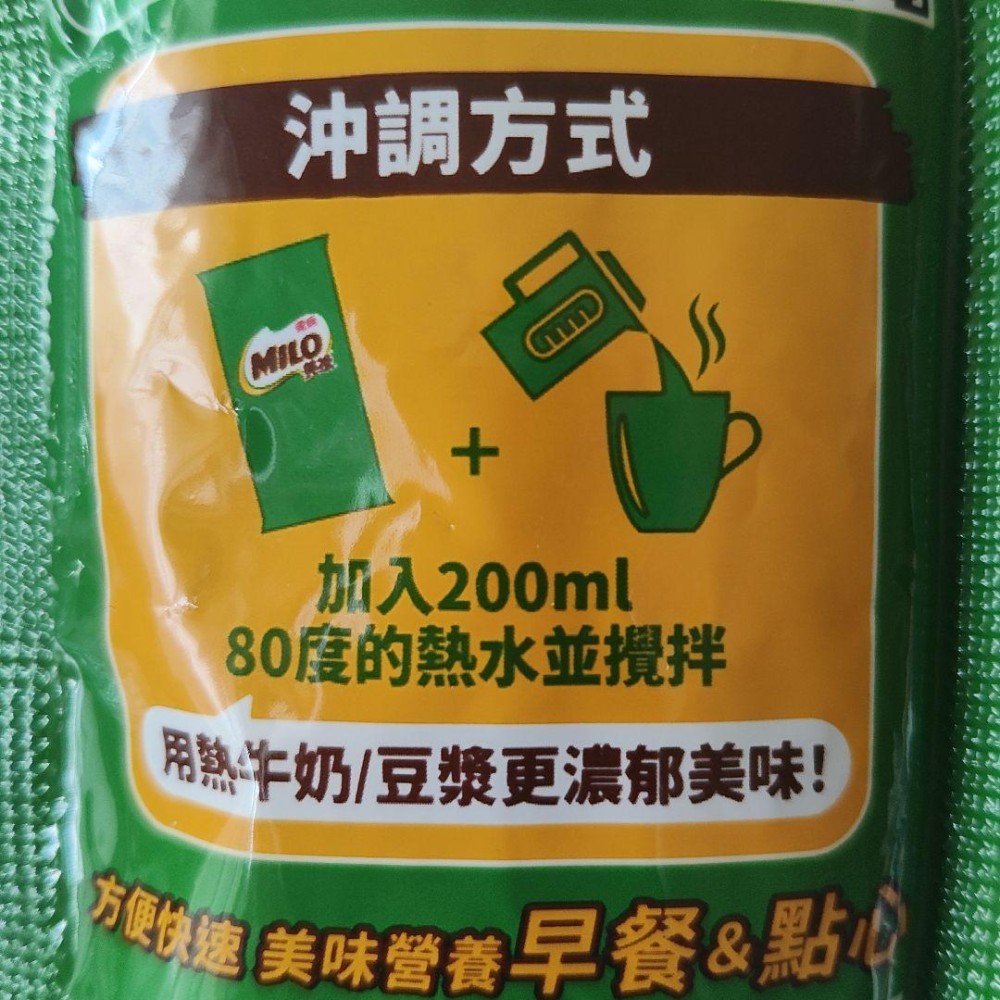 沖調方式
雀巢
MILO
美祿
+
加入200ml
80度的熱水並攪拌
用熱牛奶/豆漿更濃郁美味!
方便快速 美味營養 早餐&點心